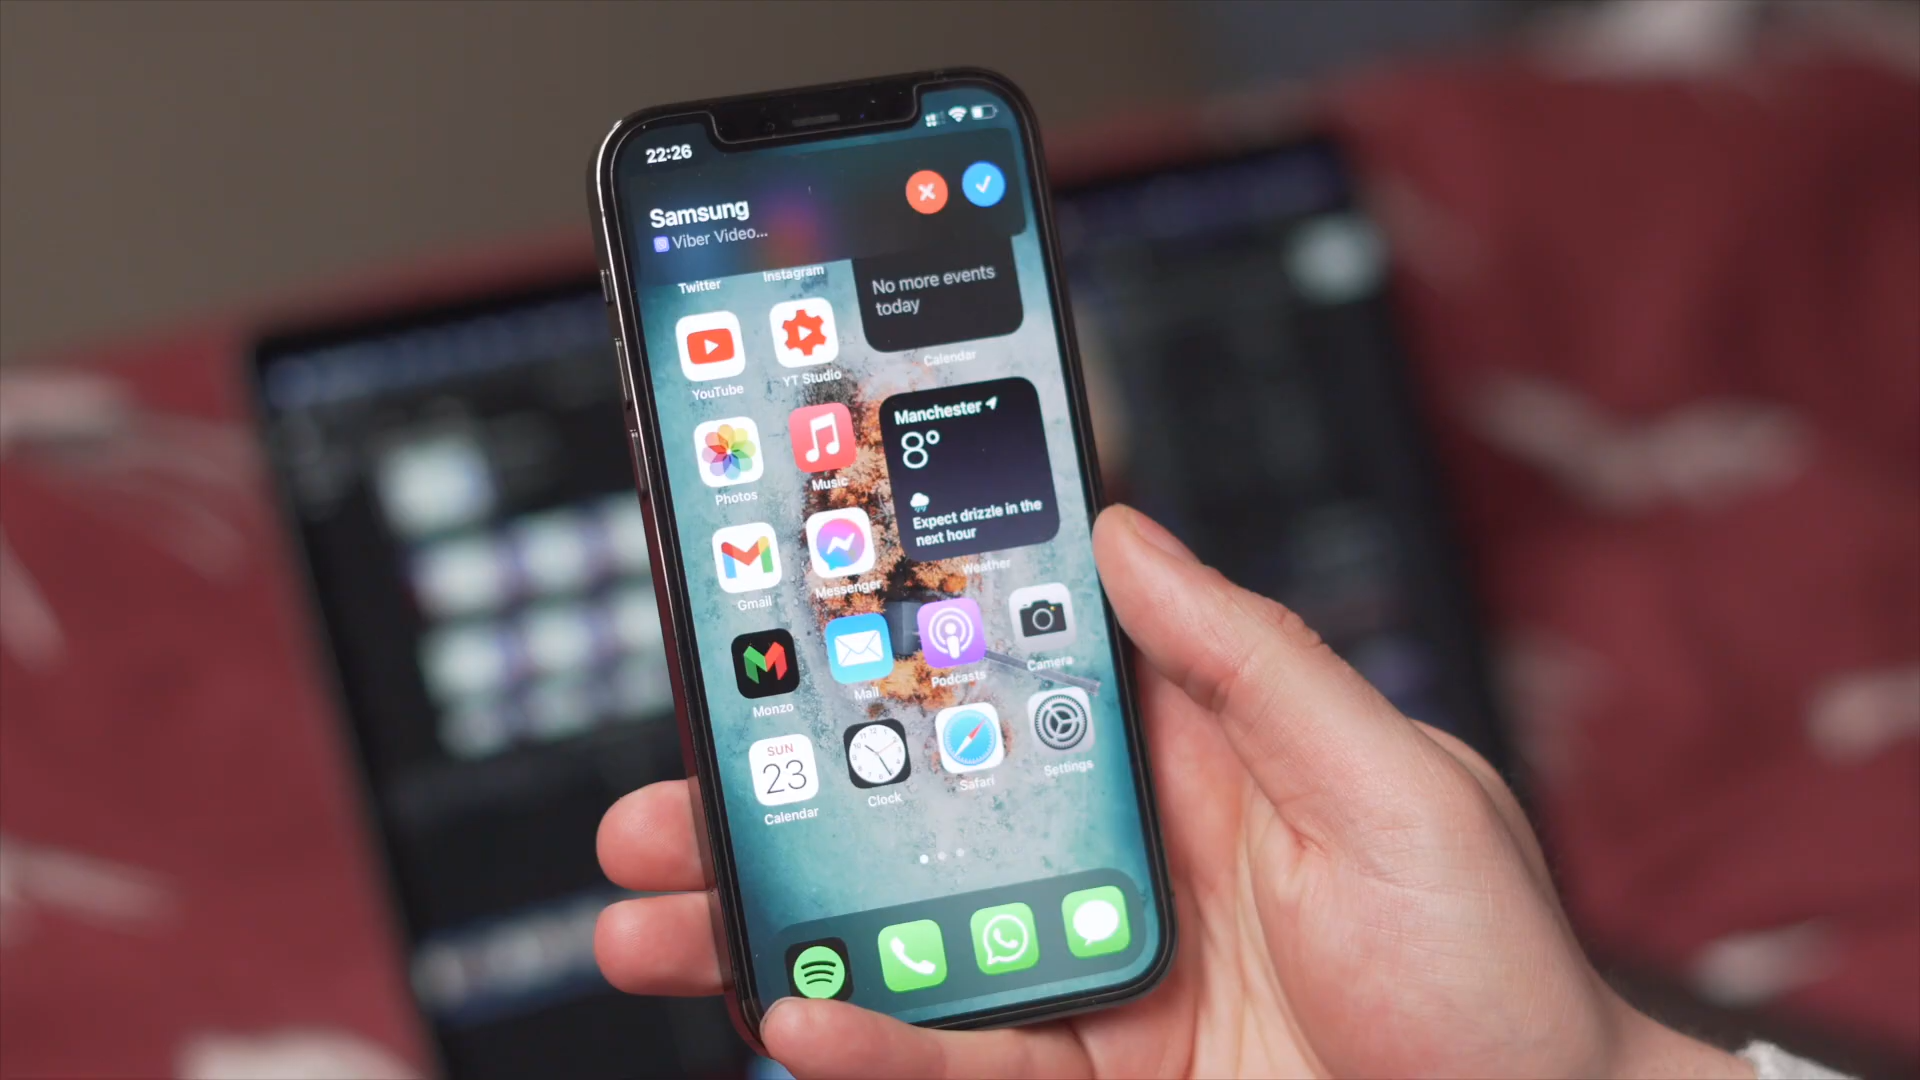 22:26
Samsung
Viber Video...
Twitter
Instagram
No more events
today
Calendar
YouTube
YT Studio
Manchester
8°
Expect drizzle in the
next hour
Weather
Photos
Music
Gmail
Messenger
Monzo
Mail
Podcasts
Camera
SUN
23
Calendar
Clock
Safari
Settings